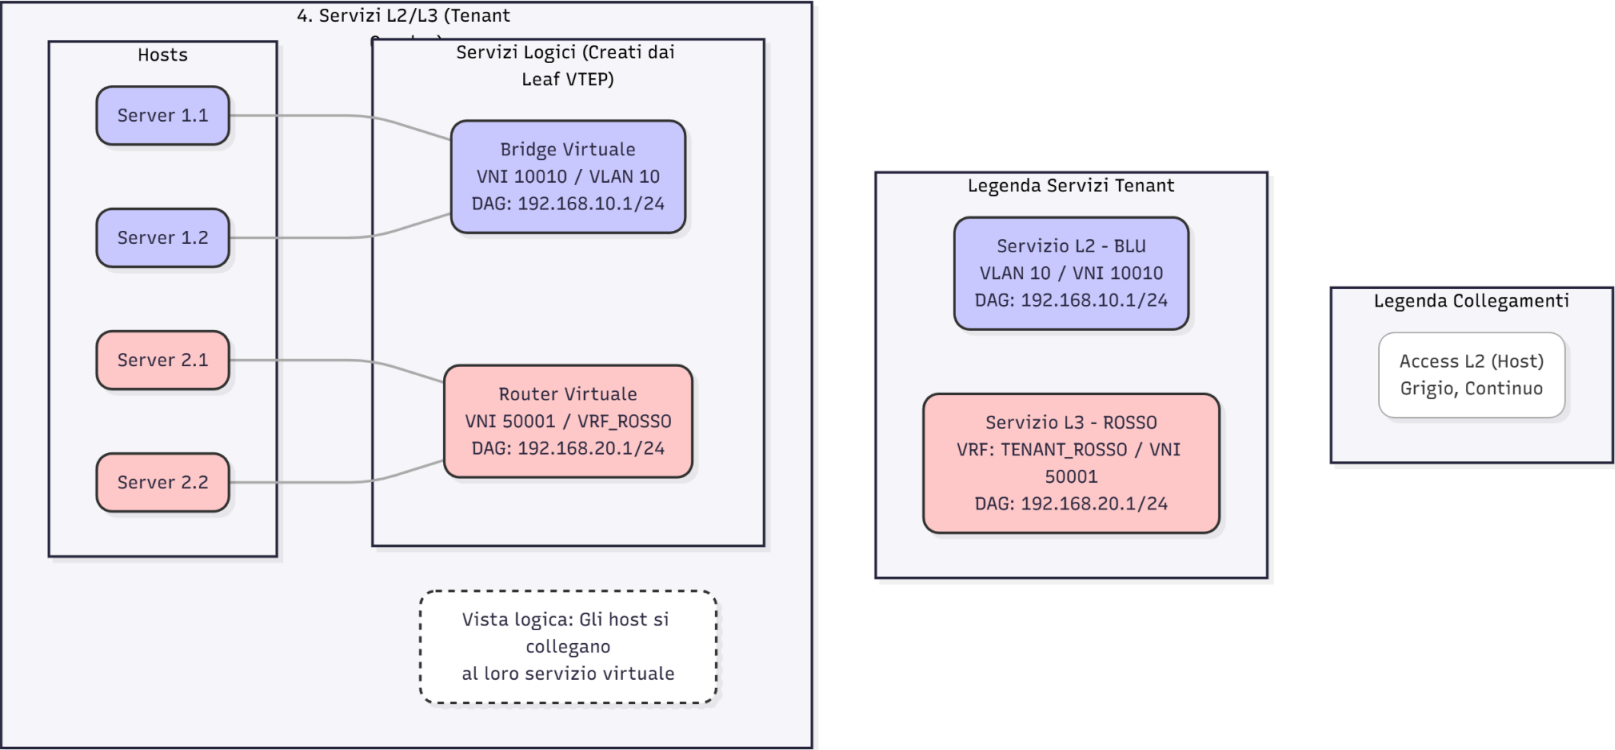 4. Servizi L2/L3 (Tenant
Hosts
Server 1.1
Server 1.2
Server 2.1
Server 2.2
Servizi Logici (Creati dai
Leaf VTEP)
Bridge Virtuale
VNI 10010 / VLAN 10
DAG: 192.168.10.1/24
Router Virtuale
VNI 50001 / VRF_ROSSO
DAG: 192.168.20.1/24
Vista logica: Gli host si
collegano
al loro servizio virtuale
Legenda Servizi Tenant
Servizio L2 - BLU
VLAN 10 / VNI 10010
DAG: 192.168.10.1/24
Servizio L3 - ROSSO
VRF: TENANT_ROSSO / VNI
50001
DAG: 192.168.20.1/24
Legenda Collegamenti
Access L2 (Host)
Grigio, Continuo